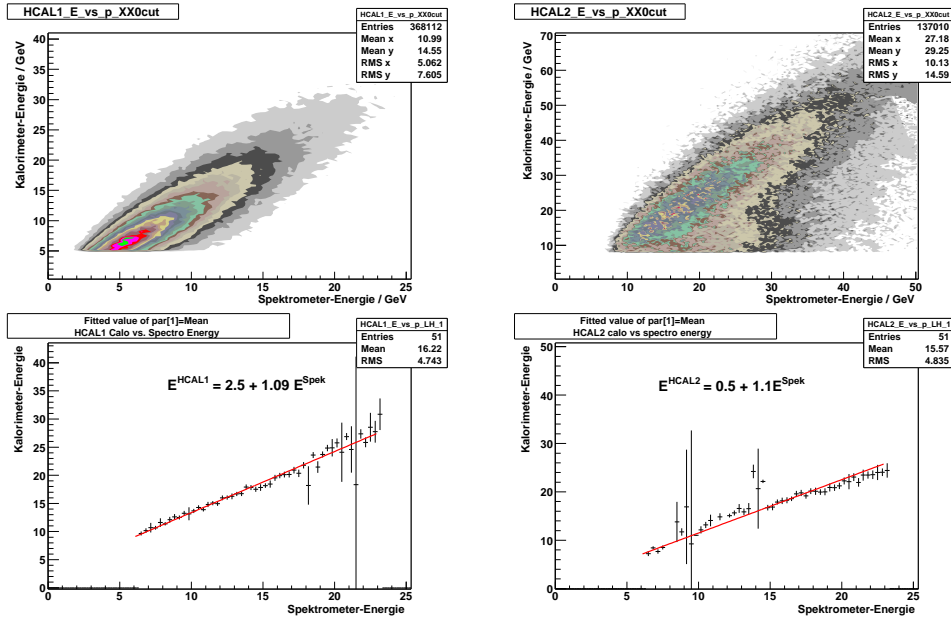 HCAL1_E_vs_p_XX0cut
HCAL1_E_vs_p_XX0cut
Entries 368112
Mean x 10.99
Mean y 14.55
RMS x 5.062
RMS y 7.605
Kalorimeter-Energie / GeV
40
35
30
25
20
15
10
5
0
0 5 10 15 20 25
Spektrometer-Energie / GeV
HCAL2_E_vs_p_XX0cut
HCAL2_E_vs_p_XX0cut
Entries 137010
Mean x 27.18
Mean y 29.25
RMS x 10.13
RMS y 14.59
Kalorimeter-Energie / GeV
70
60
50
40
30
20
10
0 10 20 30 40 50
Spektrometer-Energie / GeV
Fitted value of par[1]=Mean
HCAL1 Calo vs. Spectro Energy
HCAL1_E_vs_p_LH_1
Entries 51
Mean 16.22
RMS 4.743
Kalorimeter-Energie
E^HCAL1 = 2.5 + 1.09 E^Spek
40
35
30
25
20
15
10
5
0
0 5 10 15 20 25
Spektrometer-Energie
Fitted value of par[1]=Mean
HCAL2 calo vs spectro energy
HCAL2_E_vs_p_LH_1
Entries 51
Mean 15.57
RMS 4.835
Kalorimeter-Energie
E^HCAL2 = 0.5 + 1.1E^Spek
50
40
30
20
10
0
0 5 10 15 20 25
Spektrometer-Energie